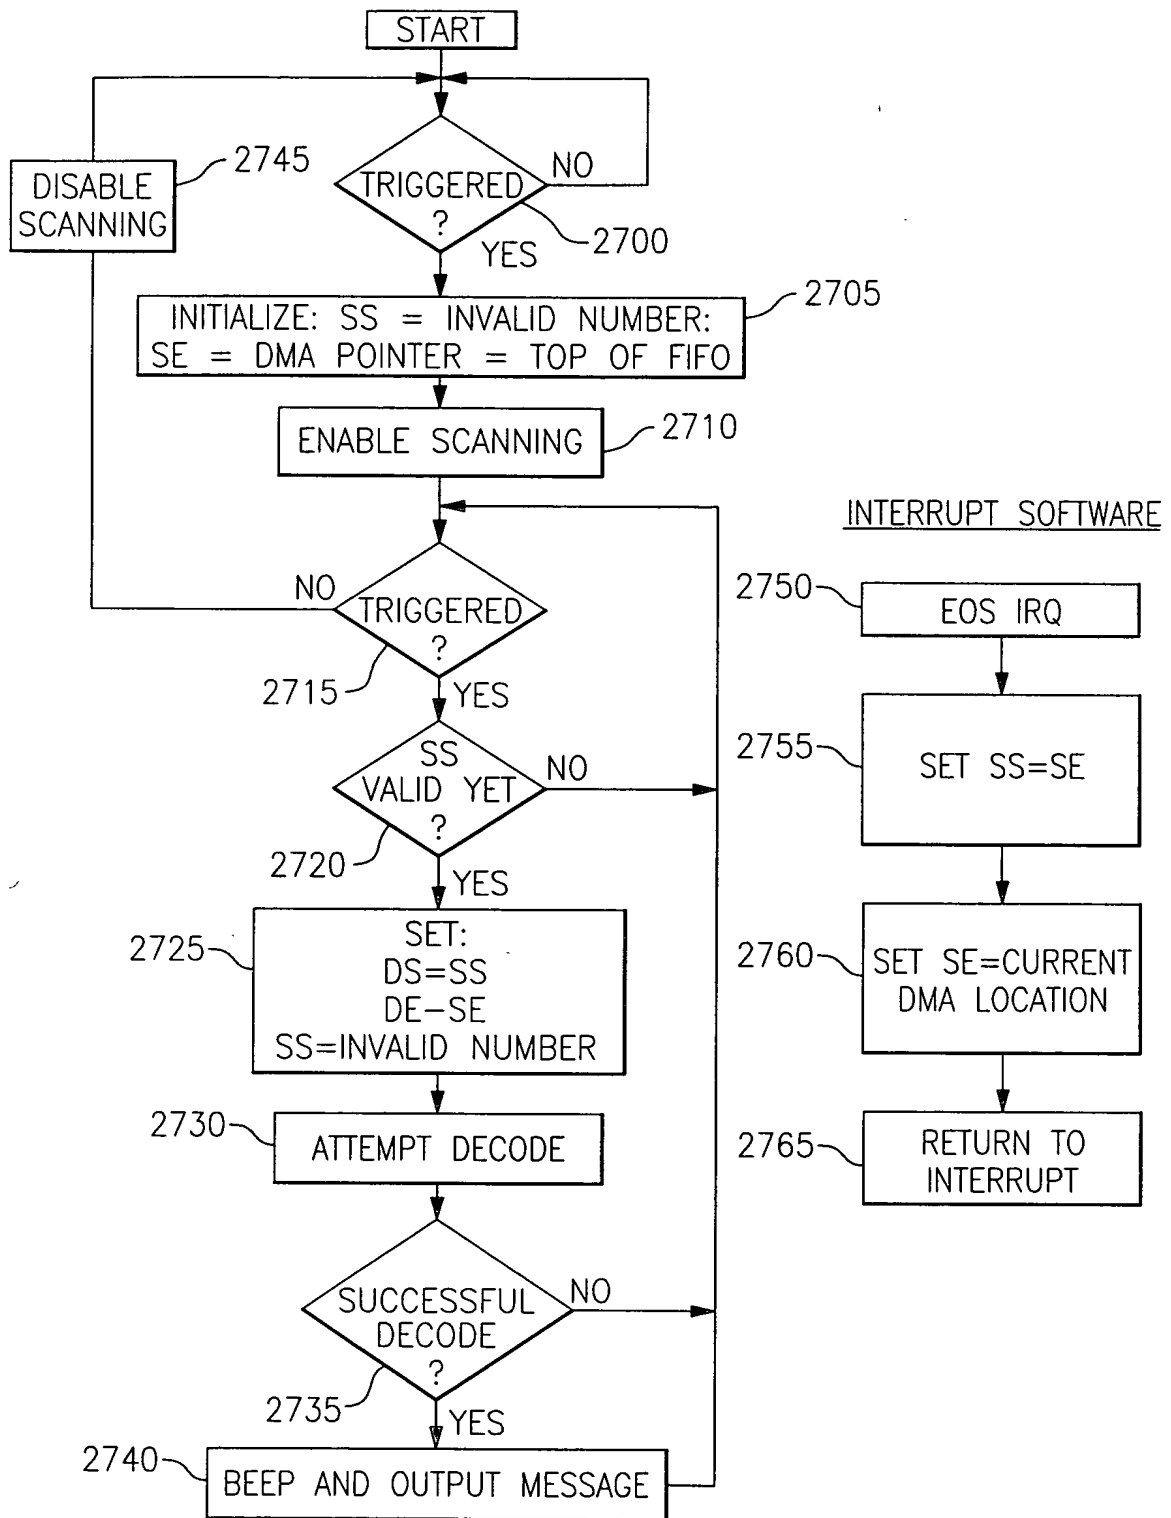 START
2745
DISABLE
SCANNING
TRIGGERED
?
NO
2700
YES
2705
INITIALIZE: SS = INVALID NUMBER:
SE = DMA POINTER = TOP OF FIFO
ENABLE SCANNING
2710
NO
TRIGGERED
?
2715
YES
SS
VALID YET
?
NO
2720
YES
2725
SET:
DS=SS
DE-SE
SS=INVALID NUMBER
2730
ATTEMPT DECODE
SUCCESSFUL
DECODE
?
NO
2735
YES
2740
BEEP AND OUTPUT MESSAGE
INTERRUPT SOFTWARE
2750
EOS IRQ
2755
SET SS=SE
2760
SET SE=CURRENT
DMA LOCATION
2765
RETURN TO
INTERRUPT